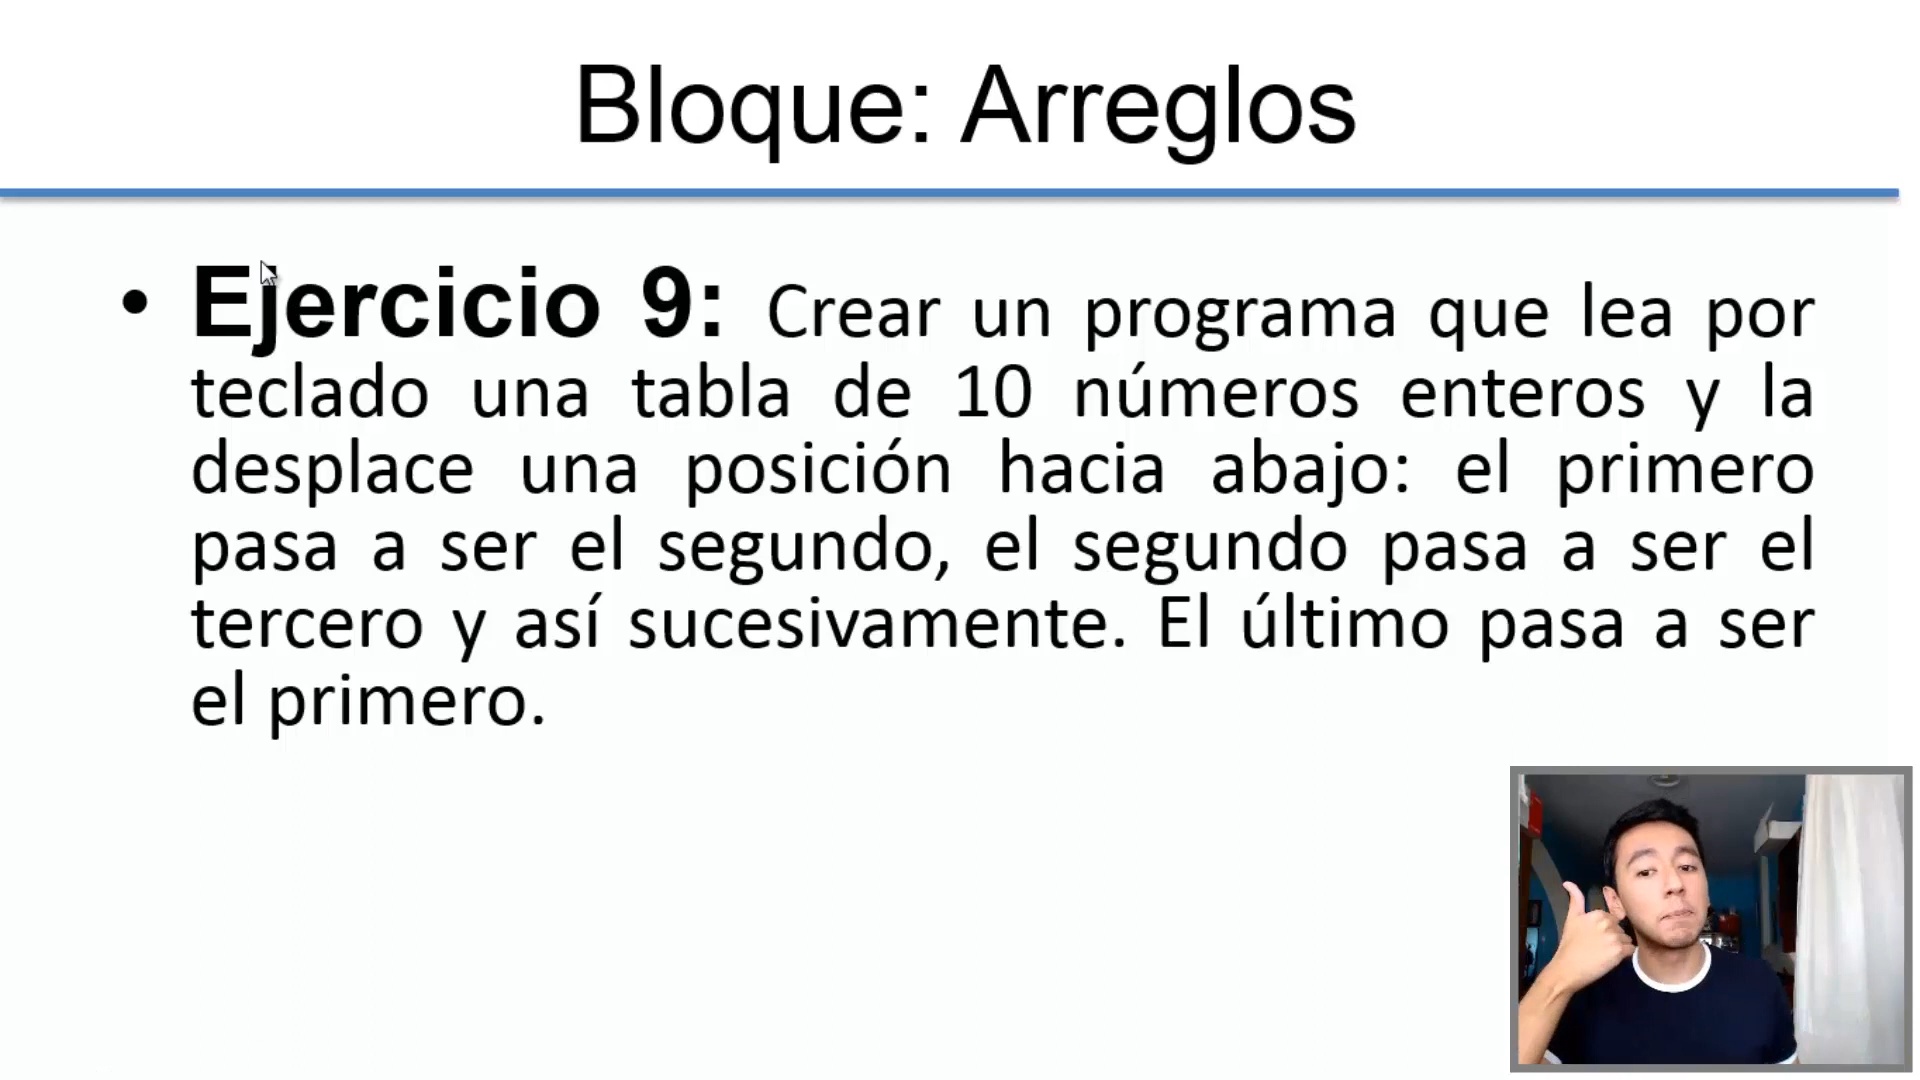 Bloque: Arreglos
• Ejercicio 9: Crear un programa que lea por
teclado una tabla de 10 números enteros y la
desplace una posición hacia abajo: el primero
pasa a ser el segundo, el segundo pasa a ser el
tercero y así sucesivamente. El último pasa a ser
el primero.